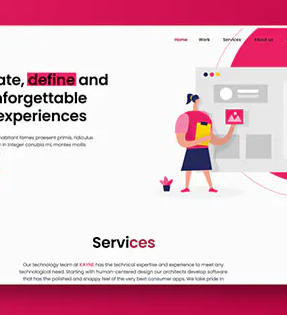 Home Work Services About us
ate, define and
nforgettable
experiences
habitant fames praesent primis, ridiculus
in integer conubia mi, montes mollis
Services
Our technology team at KAYNE has the technical expertise and experience to meet any
technological need. Starting with human-centered design our architects develop software
that has the polished and snappy feel of the very best consumer apps. We take pride in